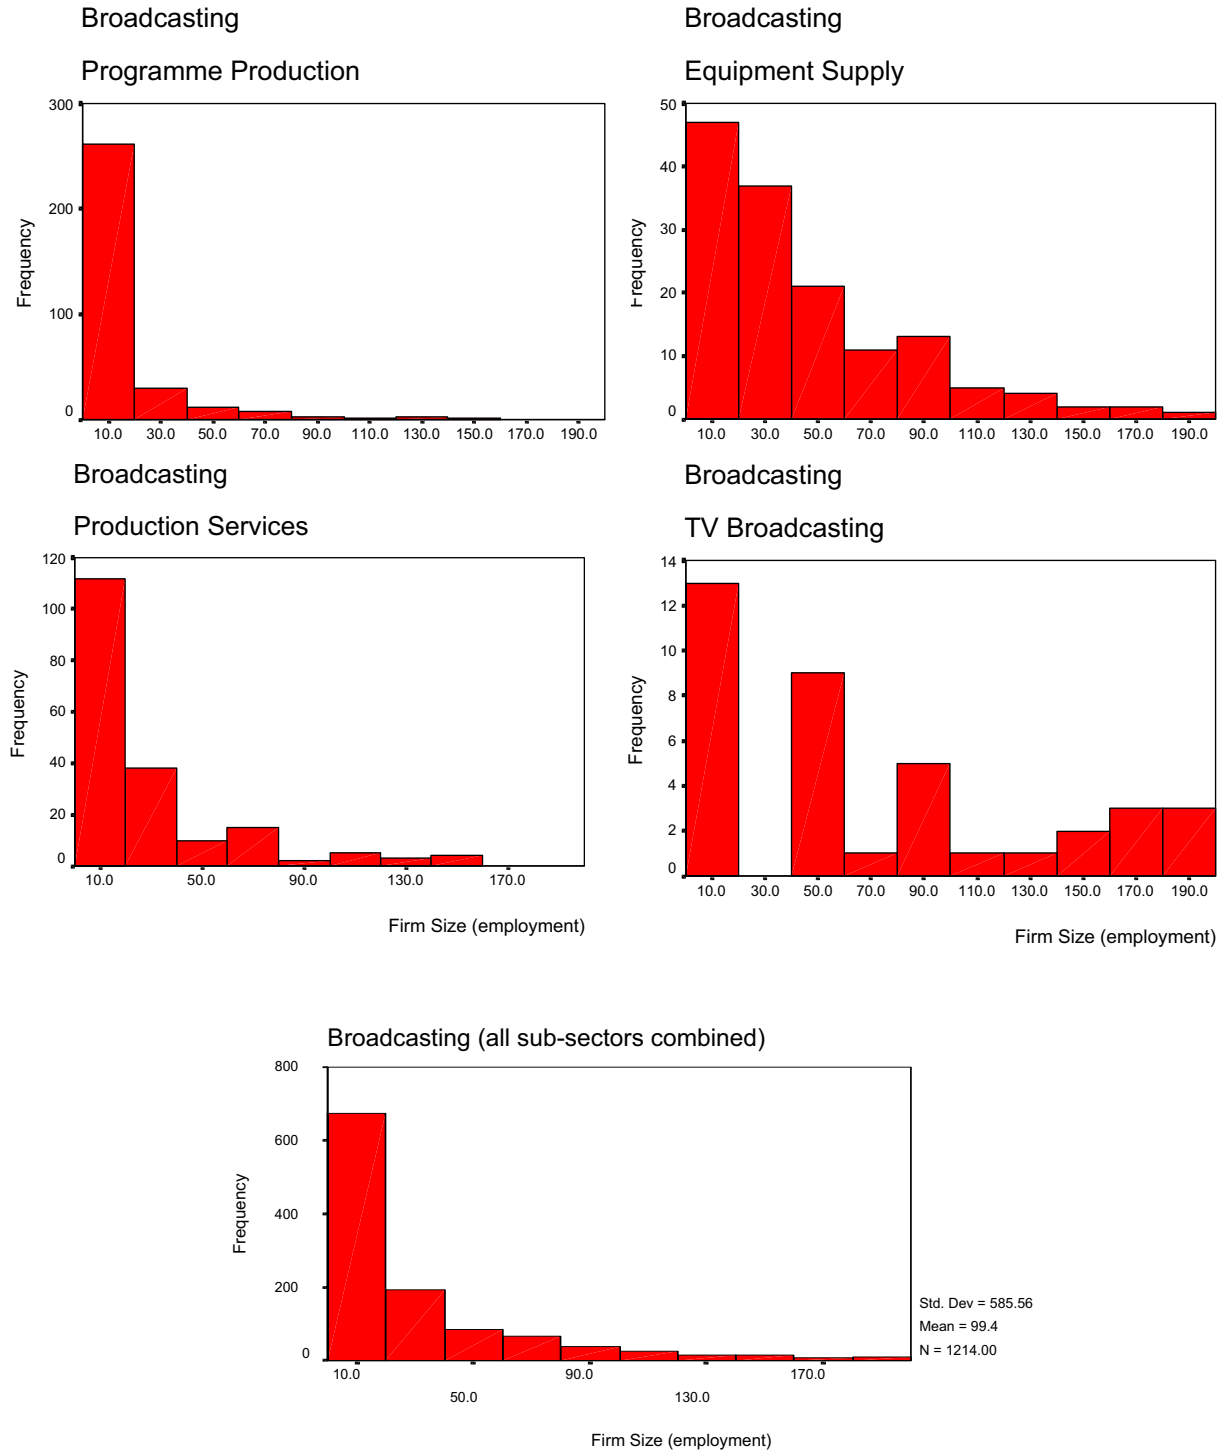 Broadcasting
Programme Production
300
200
100
0
Frequency
10.0 30.0 50.0 70.0 90.0 110.0 130.0 150.0 170.0 190.0
Broadcasting
Equipment Supply
50
40
30
20
10
0
Frequency
10.0 30.0 50.0 70.0 90.0 110.0 130.0 150.0 170.0 190.0
Broadcasting
Production Services
120
100
80
60
40
20
0
Frequency
10.0 50.0 90.0 130.0 170.0
Firm Size (employment)
Broadcasting
TV Broadcasting
14
12
10
8
6
4
2
0
Frequency
10.0 30.0 50.0 70.0 90.0 110.0 130.0 150.0 170.0 190.0
Firm Size (employment)
Broadcasting (all sub-sectors combined)
800
600
400
200
0
Frequency
Std. Dev = 585.56
Mean = 99.4
N = 1214.00
10.0 90.0 170.0
50.0 130.0
Firm Size (employment)